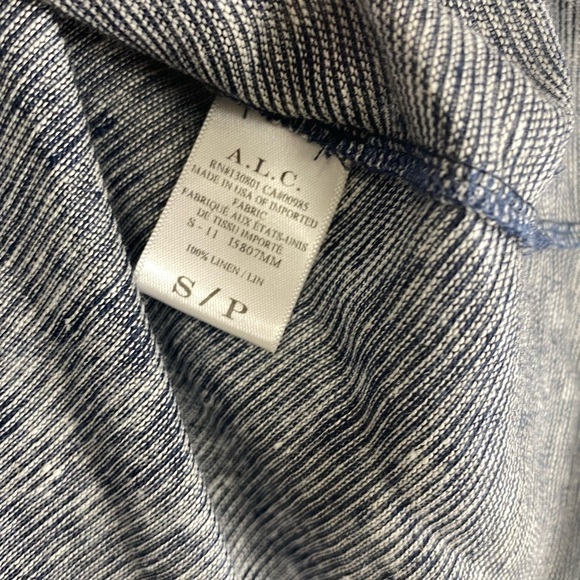 A.L.C.
RN#130801 CA#00985
MADE IN USA OF IMPORTED
FABRIC
FABRIQUE AUX ÉTATS-UNIS
DE TISSU IMPORTÉ
S-11 15807MM
100% LINEN / LIN
S / P